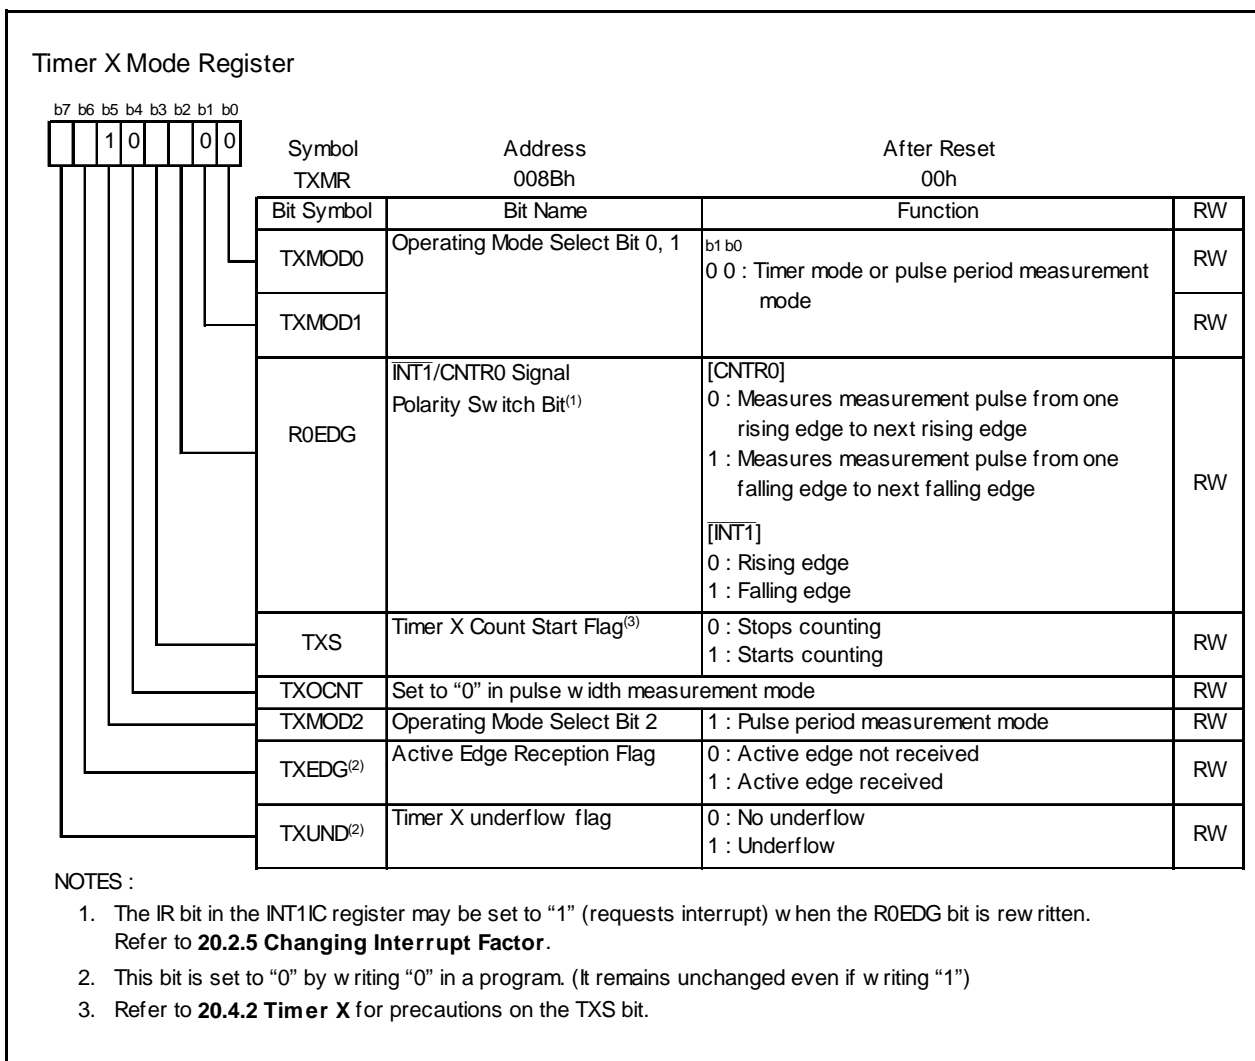 Timer X Mode Register
b7 b6 b5 b4 b3 b2 b1 b0
1 0 0 0
Symbol Address After Reset
TXMR 008Bh 00h
Bit Symbol Bit Name Function RW
TXMOD0 Operating Mode Select Bit 0, 1 b1 b0 RW
0 0 : Timer mode or pulse period measurement
mode
TXMOD1 RW
R0EDG INT1/CNTR0 Signal [CNTR0] RW
Polarity Switch Bit(1) 0 : Measures measurement pulse from one
rising edge to next rising edge
1 : Measures measurement pulse from one
falling edge to next falling edge
[INT1]
0 : Rising edge
1 : Falling edge
TXS Timer X Count Start Flag(3) 0 : Stops counting RW
1 : Starts counting
TXOCNT Set to “0” in pulse width measurement mode RW
TXMOD2 Operating Mode Select Bit 2 1 : Pulse period measurement mode RW
TXEDG(2) Active Edge Reception Flag 0 : Active edge not received RW
1 : Active edge received
TXUND(2) Timer X underflow flag 0 : No underflow RW
1 : Underflow
NOTES :
1. The IR bit in the INT1IC register may be set to “1” (requests interrupt) when the R0EDG bit is rewritten.
Refer to 20.2.5 Changing Interrupt Factor.
2. This bit is set to “0” by writing “0” in a program. (It remains unchanged even if writing “1”)
3. Refer to 20.4.2 Timer X for precautions on the TXS bit.